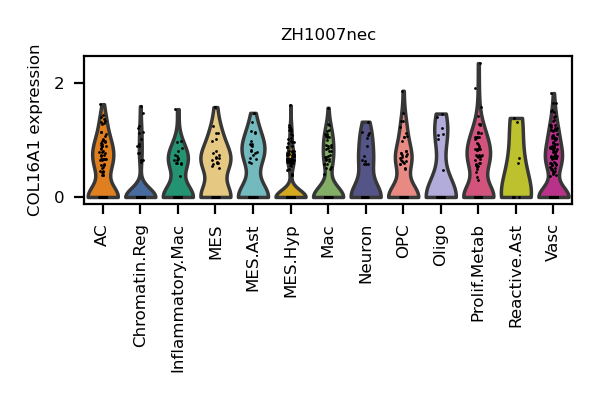 ZH1007nec
COL16A1 expression
2
0
AC
Chromatin.Reg
Inflammatory.Mac
MES
MES.Ast
MES.Hyp
Mac
Neuron
OPC
Oligo
Prolif.Metab
Reactive.Ast
Vasc